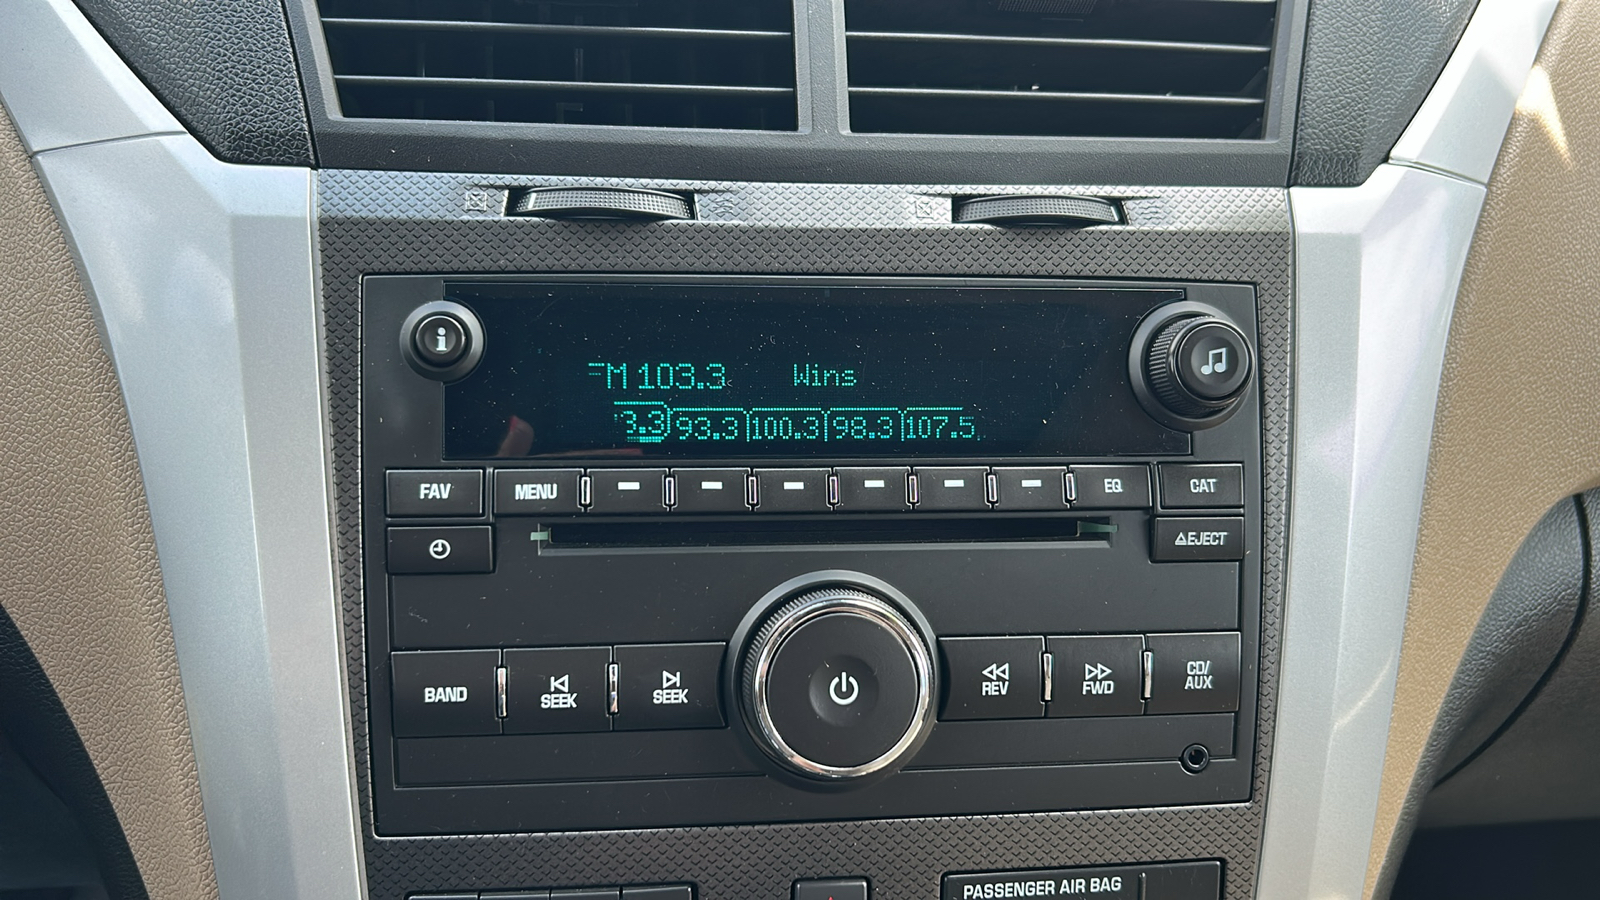 FM 103.3 Wins
3.3 93.3 100.3 98.3 107.5
FAV MENU EQ CAT
EJECT
BAND SEEK SEEK REV FWD CD/
AUX
PASSENGER AIR BAG